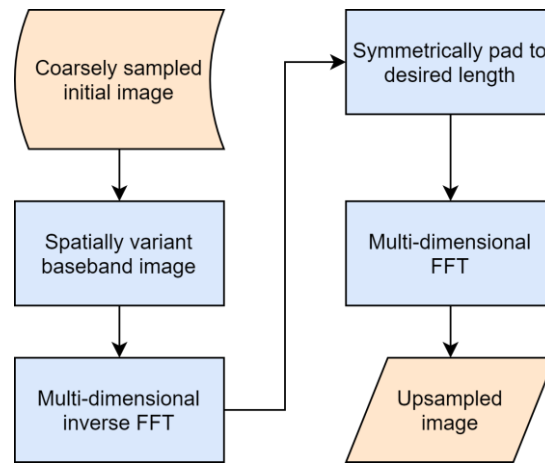 Coarsely sampled
initial image
Spatially variant
baseband image
Multi-dimensional
inverse FFT
Symmetrically pad to
desired length
Multi-dimensional
FFT
Upsampled
image